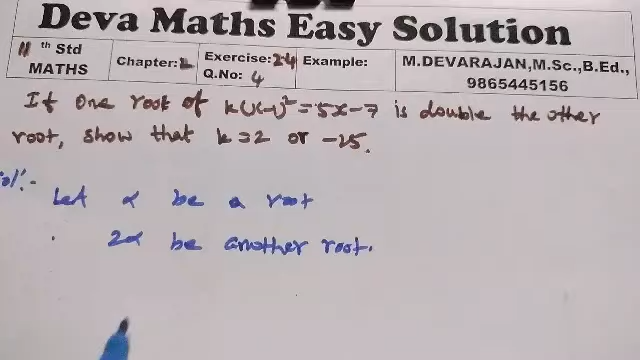 Deva Maths Easy Solution
11th Std MATHS
Chapter:2
Exercise:2.4
Q.No: 4
Example:
M.DEVARAJAN,M.Sc.,B.Ed.,
9865445156
If one root of k(x-1)² = 5x-7 is double the other
root, show that k=2 or -25.
Sol:-
Let α be a root
2α be another root.